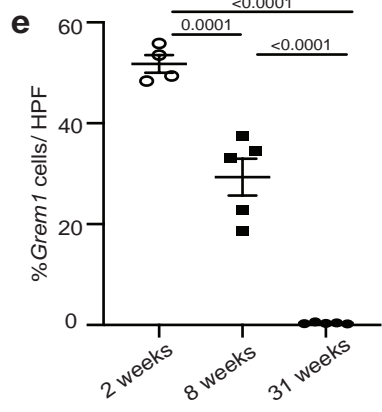 e
<0.0001
0.0001
<0.0001
60
40
20
0
%Grem1 cells/ HPF
2 weeks
8 weeks
31 weeks